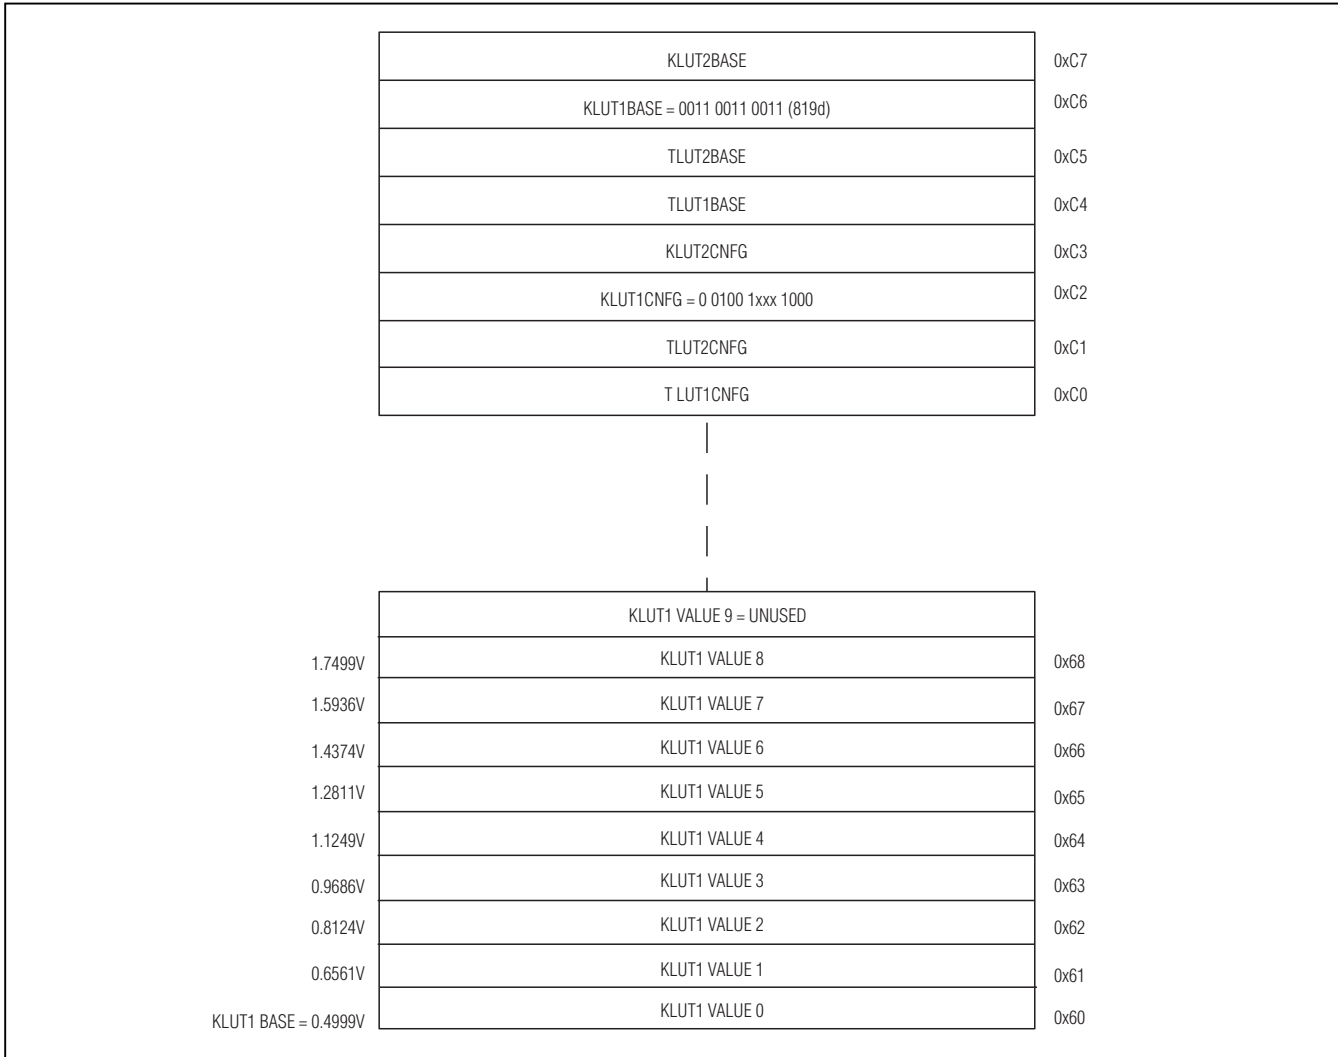 KLUT2BASE 0xC7
KLUT1BASE = 0011 0011 0011 (819d) 0xC6
TLUT2BASE 0xC5
TLUT1BASE 0xC4
KLUT2CNFG 0xC3
KLUT1CNFG = 0 0100 1xxx 1000 0xC2
TLUT2CNFG 0xC1
T LUT1CNFG 0xC0
KLUT1 VALUE 9 = UNUSED
1.7499V KLUT1 VALUE 8 0x68
1.5936V KLUT1 VALUE 7 0x67
1.4374V KLUT1 VALUE 6 0x66
1.2811V KLUT1 VALUE 5 0x65
1.1249V KLUT1 VALUE 4 0x64
0.9686V KLUT1 VALUE 3 0x63
0.8124V KLUT1 VALUE 2 0x62
0.6561V KLUT1 VALUE 1 0x61
KLUT1 BASE = 0.4999V KLUT1 VALUE 0 0x60